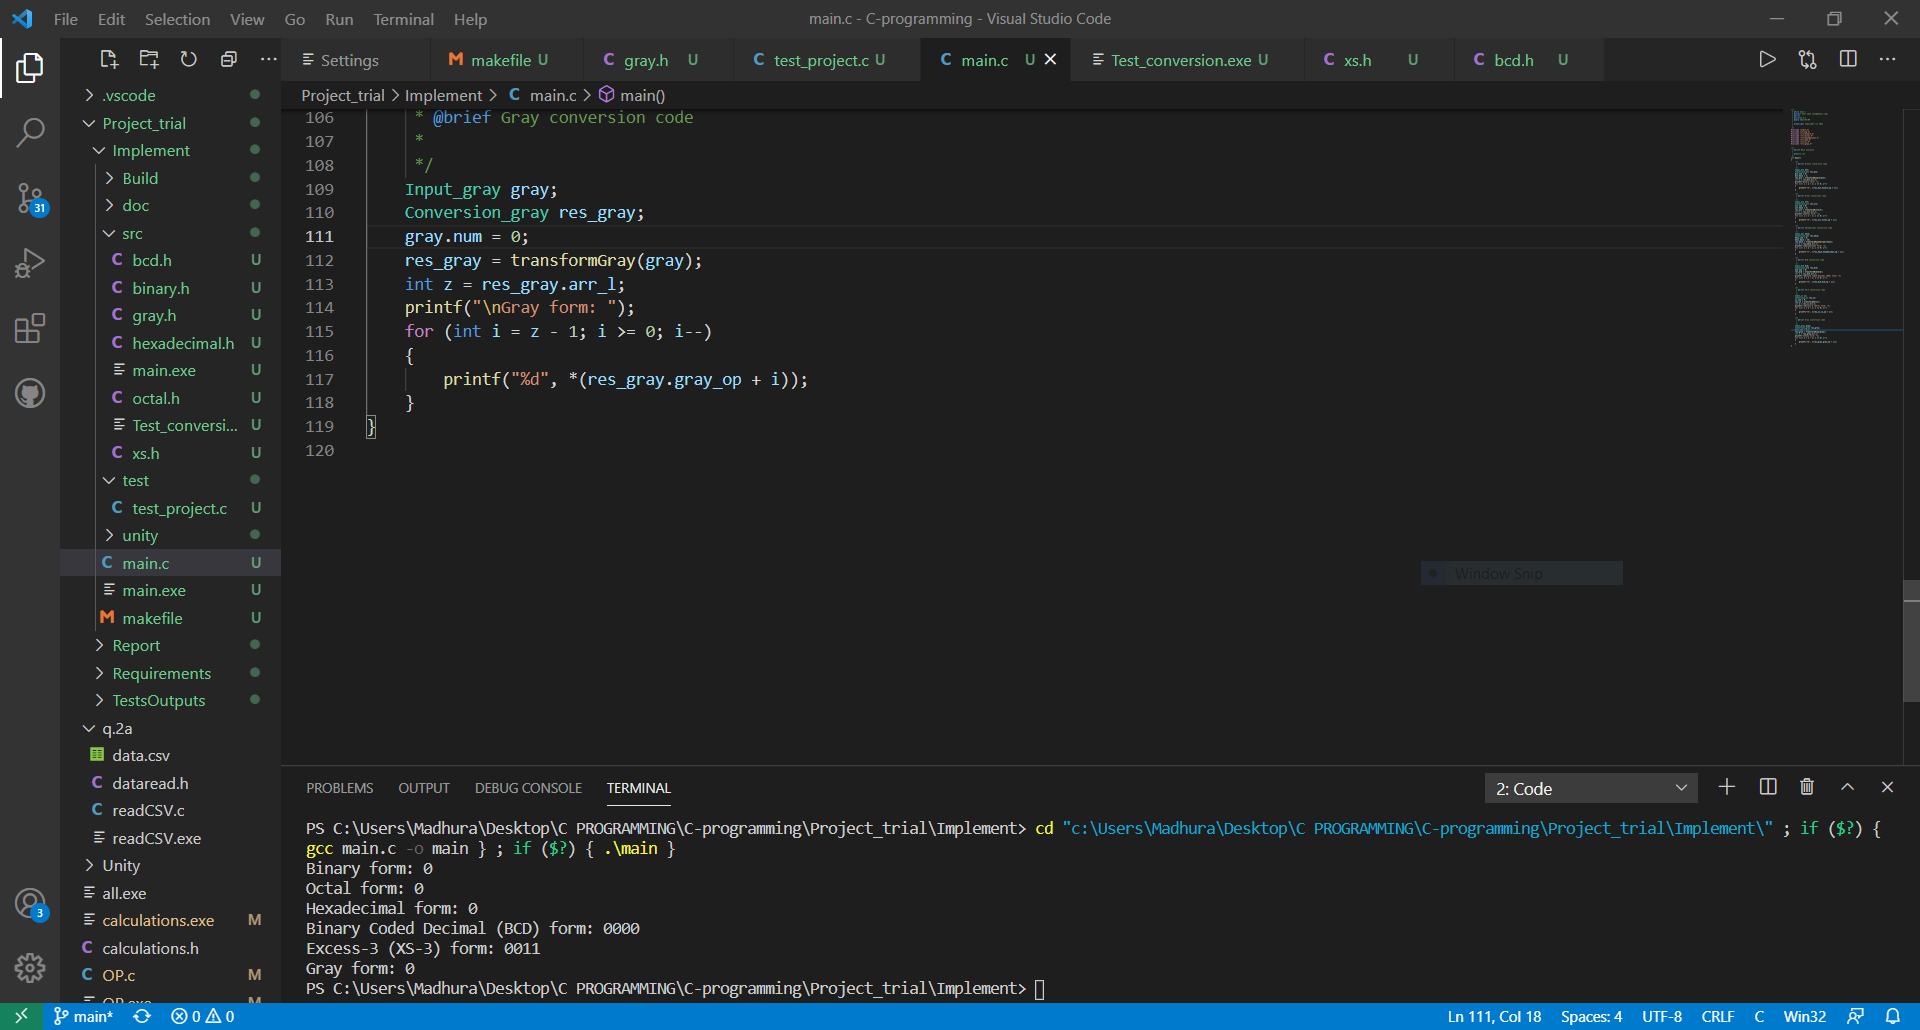 File Edit Selection View Go Run Terminal Help
main.c - C-programming - Visual Studio Code
Settings
makefile U
gray.h U
test_project.c U
main.c U
Test_conversion.exe U
xs.h U
bcd.h U
Project_trial > Implement > C main.c > main()
.vscode
Project_trial
Implement
Build
doc
src
C bcd.h U
C binary.h U
C gray.h U
C hexadecimal.h U
main.exe U
C octal.h U
Test_conversi... U
C xs.h U
test
C test_project.c U
unity
C main.c U
main.exe U
M makefile U
Report
Requirements
TestsOutputs
q.2a
data.csv
C dataread.h
C readCSV.c
readCSV.exe
Unity
all.exe
calculations.exe M
C calculations.h
C OP.c M
OP.exe M
31
3
106 * @brief Gray conversion code
107 *
108 */
109 Input_gray gray;
110 Conversion_gray res_gray;
111 gray.num = 0;
112 res_gray = transformGray(gray);
113 int z = res_gray.arr_l;
114 printf("\nGray form: ");
115 for (int i = z - 1; i >= 0; i--)
116 {
117 printf("%d", *(res_gray.gray_op + i));
118 }
119 }
120
Window Snip
PROBLEMS OUTPUT DEBUG CONSOLE TERMINAL
2: Code
PS C:\Users\Madhura\Desktop\C PROGRAMMING\C-programming\Project_trial\Implement> cd "c:\Users\Madhura\Desktop\C PROGRAMMING\C-programming\Project_trial\Implement\" ; if ($?) {
gcc main.c -o main } ; if ($?) { .\main }
Binary form: 0
Octal form: 0
Hexadecimal form: 0
Binary Coded Decimal (BCD) form: 0000
Excess-3 (XS-3) form: 0011
Gray form: 0
PS C:\Users\Madhura\Desktop\C PROGRAMMING\C-programming\Project_trial\Implement>
main* 0 0
Ln 111, Col 18 Spaces: 4 UTF-8 CRLF C Win32